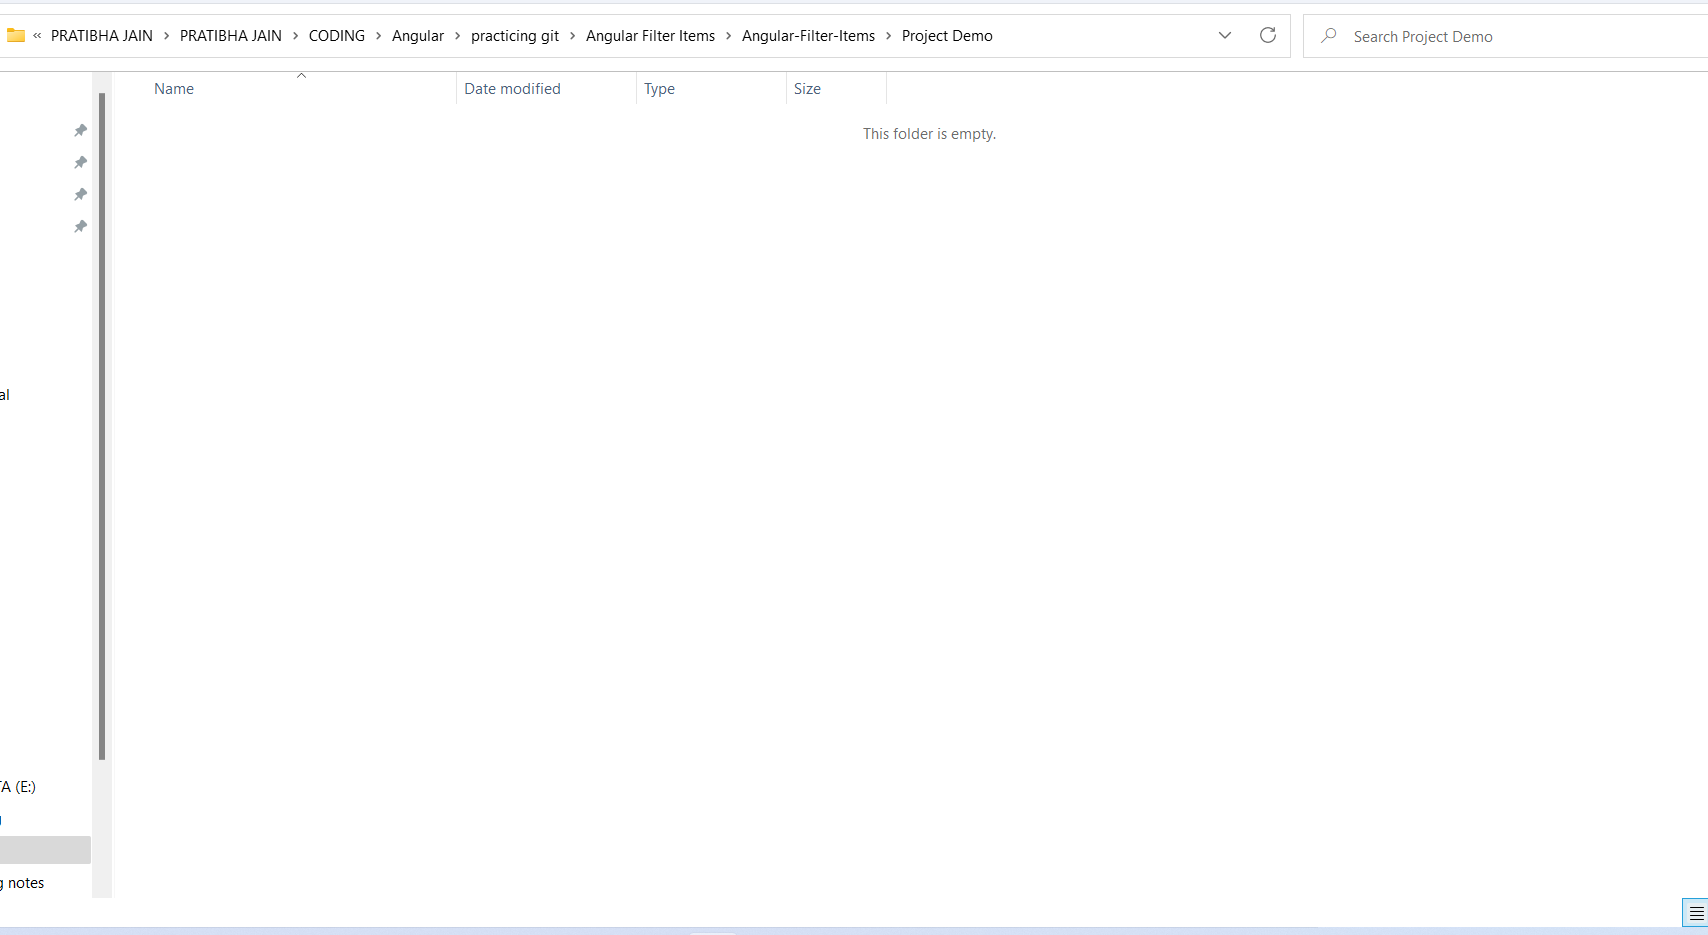 « PRATIBHA JAIN > PRATIBHA JAIN > CODING > Angular > practicing git > Angular Filter Items > Angular-Filter-Items > Project Demo
Search Project Demo
Name Date modified Type Size
This folder is empty.
al
A (E:)
notes